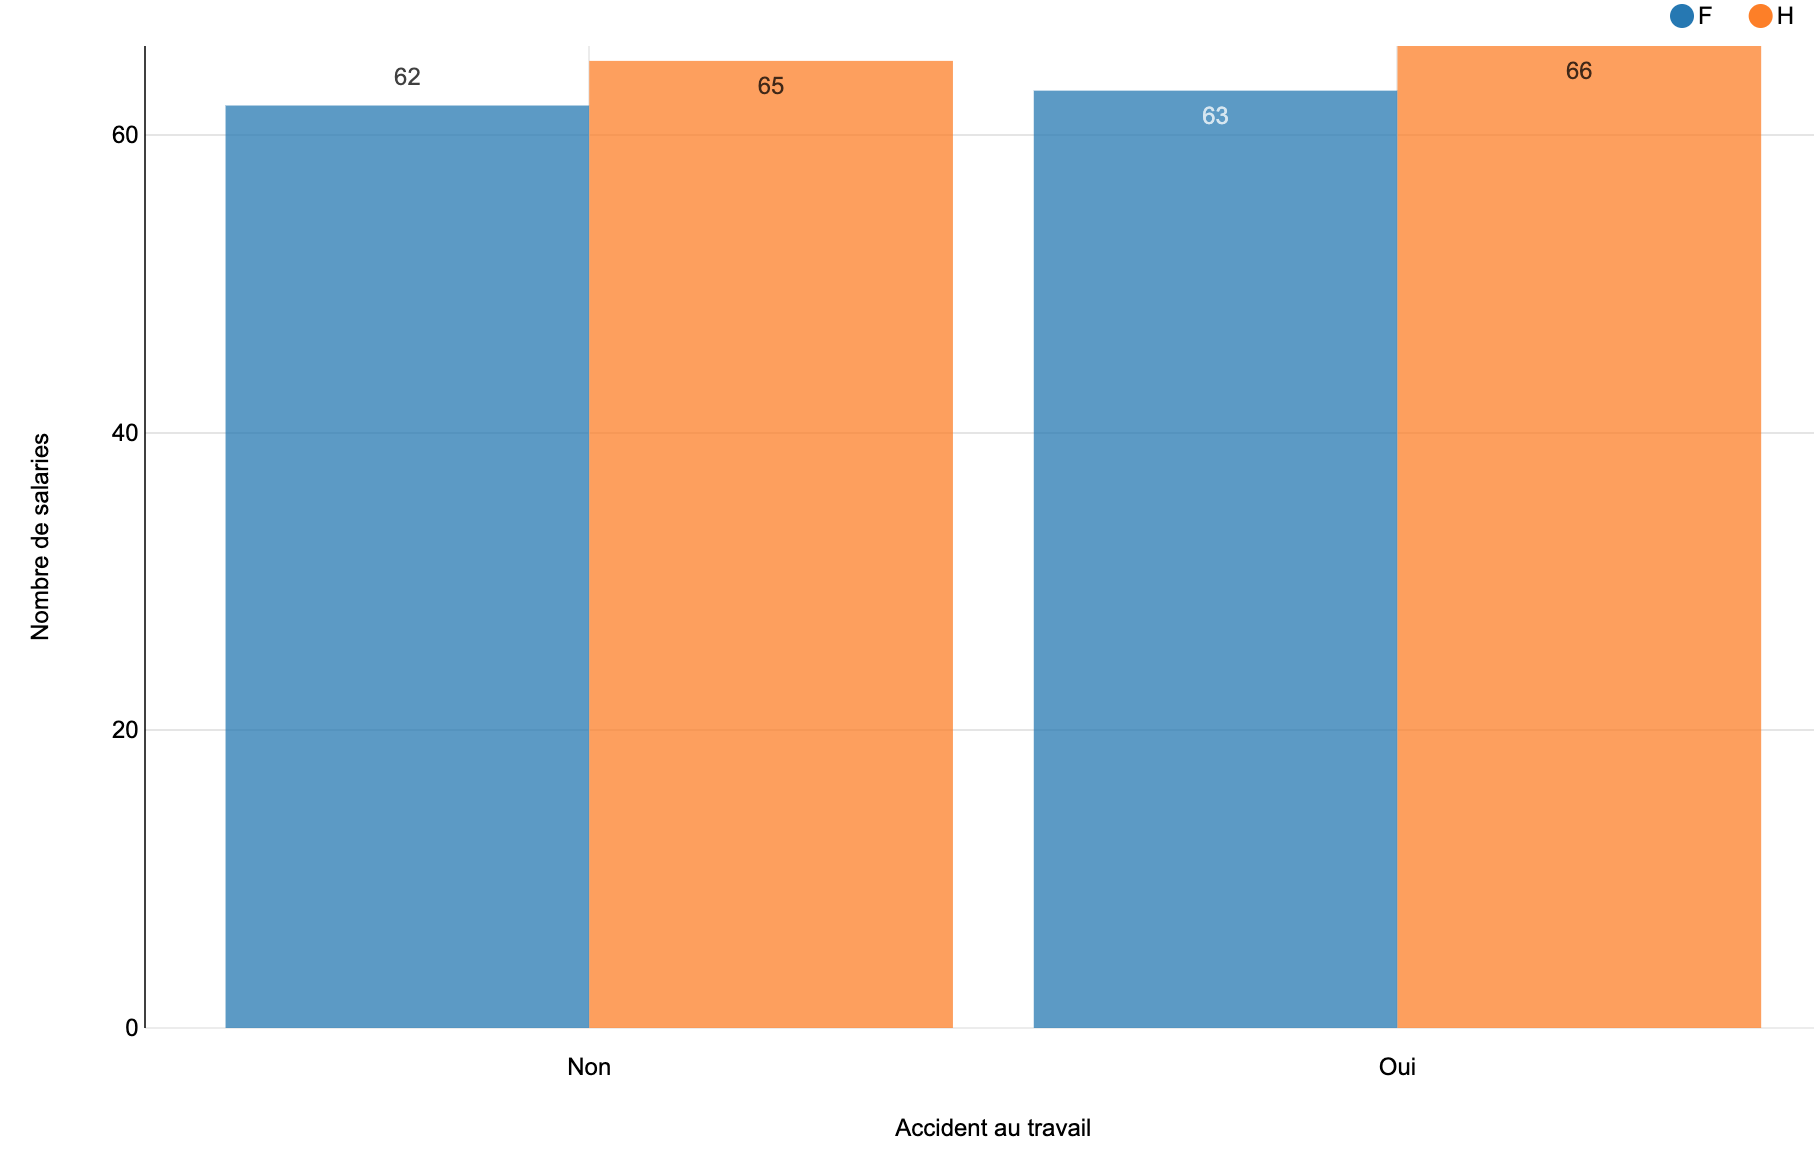 F H
62
65
63
66
60
40
20
0
Nombre de salaries
Non
Oui
Accident au travail